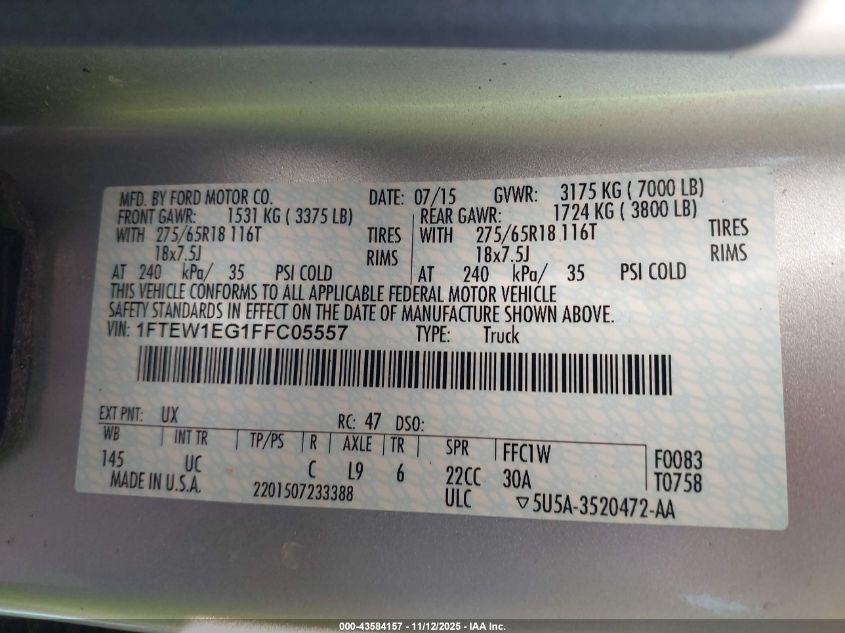 MFD. BY FORD MOTOR CO. DATE: 07/15 GVWR: 3175 KG ( 7000 LB)
FRONT GAWR: 1531 KG ( 3375 LB) REAR GAWR: 1724 KG ( 3800 LB)
WITH 275/65R18 116T TIRES WITH 275/65R18 116T TIRES
18x7.5J RIMS 18x7.5J RIMS
AT 240 kPa/ 35 PSI COLD AT 240 kPa/ 35 PSI COLD
THIS VEHICLE CONFORMS TO ALL APPLICABLE FEDERAL MOTOR VEHICLE
SAFETY STANDARDS IN EFFECT ON THE DATE OF MANUFACTURE SHOWN ABOVE.
VIN: 1FTEW1EG1FFC05557 TYPE: Truck
EXT PNT: UX RC: 47 DSO:
WB INT TR TP/PS R AXLE TR SPR FFC1W F0083
145 UC C L9 6 22CC 30A T0758
MADE IN U.S.A. 2201507233388 ULC ▽5U5A-3520472-AA
000-43584157 - 11/12/2025 - IAA Inc.